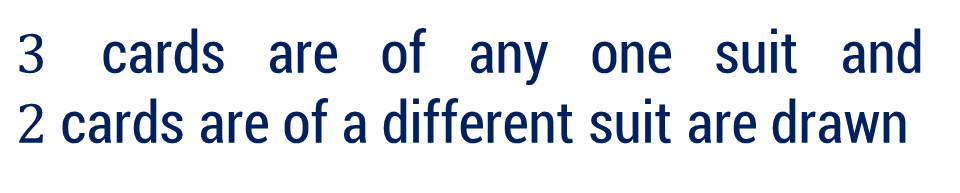 3 cards are of any one suit and
2 cards are of a different suit are drawn